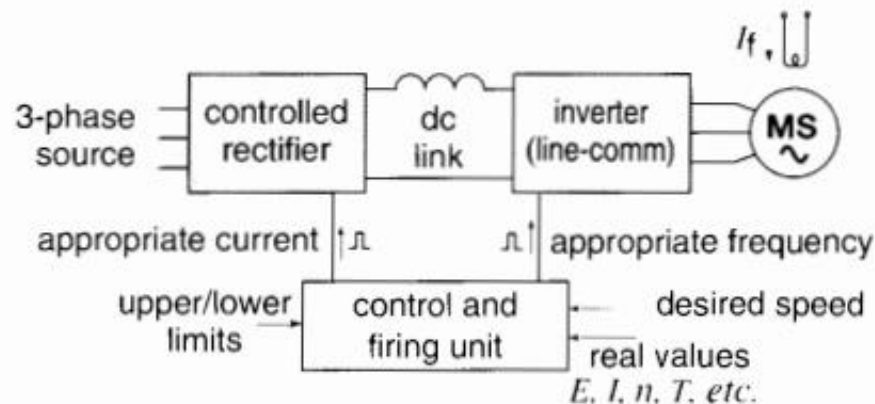 I_f
3-phase
source
controlled
rectifier
dc
link
inverter
(line-comm)
MS
~
appropriate current
appropriate frequency
upper/lower
limits
control and
firing unit
desired speed
real values
E, I, n, T, etc.